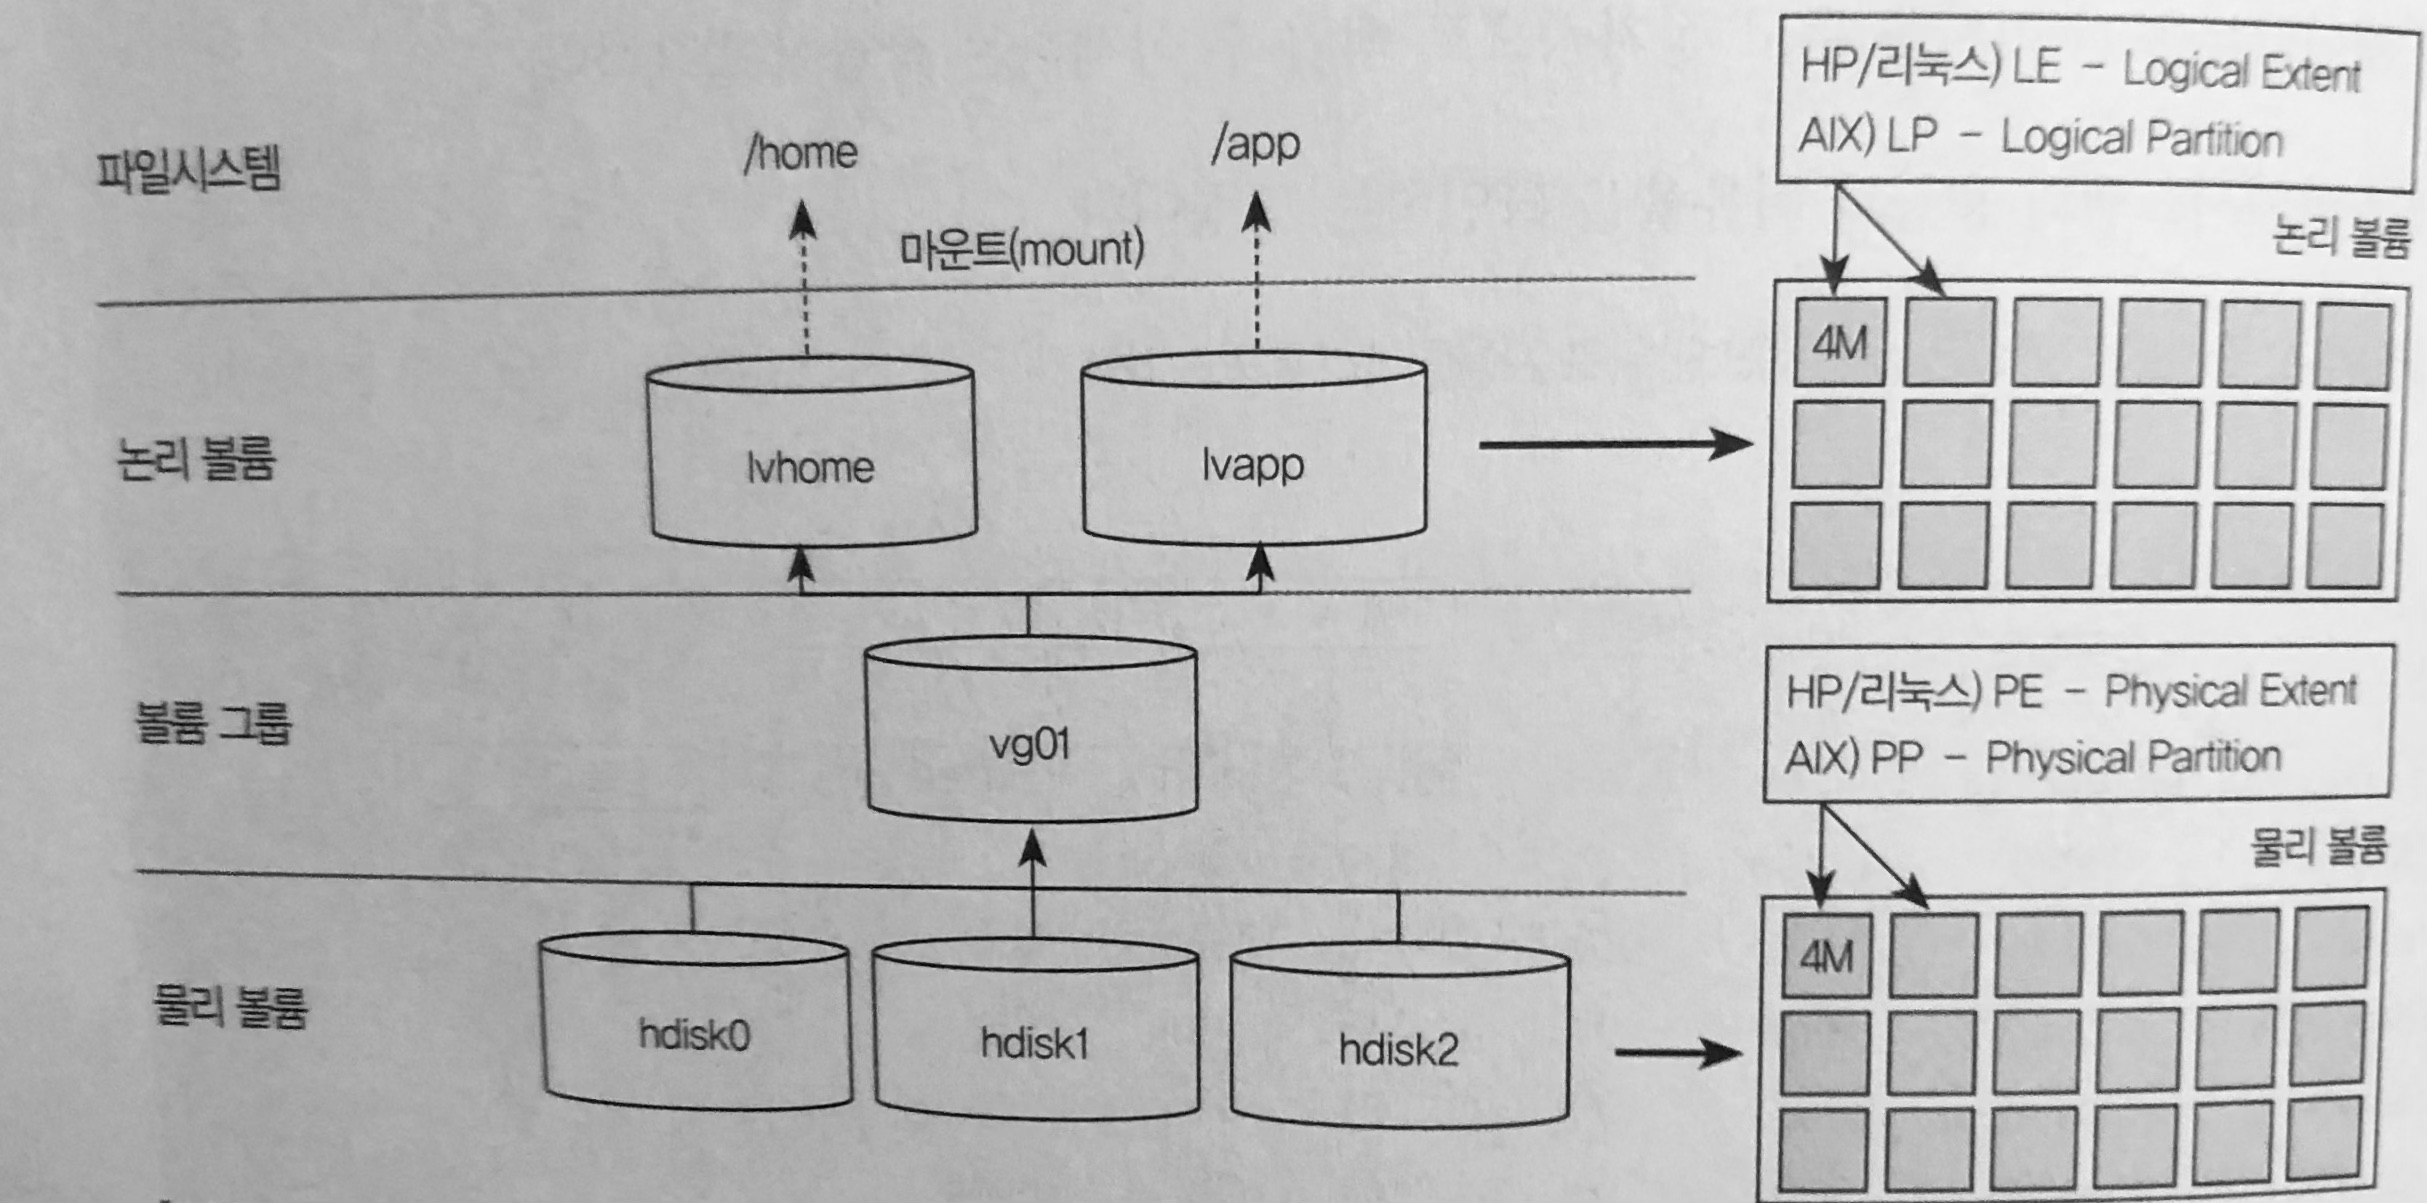 파일시스템
/home
/app
마운트(mount)
논리 볼륨
lvhome
lvapp
볼륨 그룹
vg01
물리 볼륨
hdisk0
hdisk1
hdisk2
HP/리눅스) LE - Logical Extent
AIX) LP - Logical Partition
논리 볼륨
4M
HP/리눅스) PE - Physical Extent
AIX) PP - Physical Partition
물리 볼륨
4M